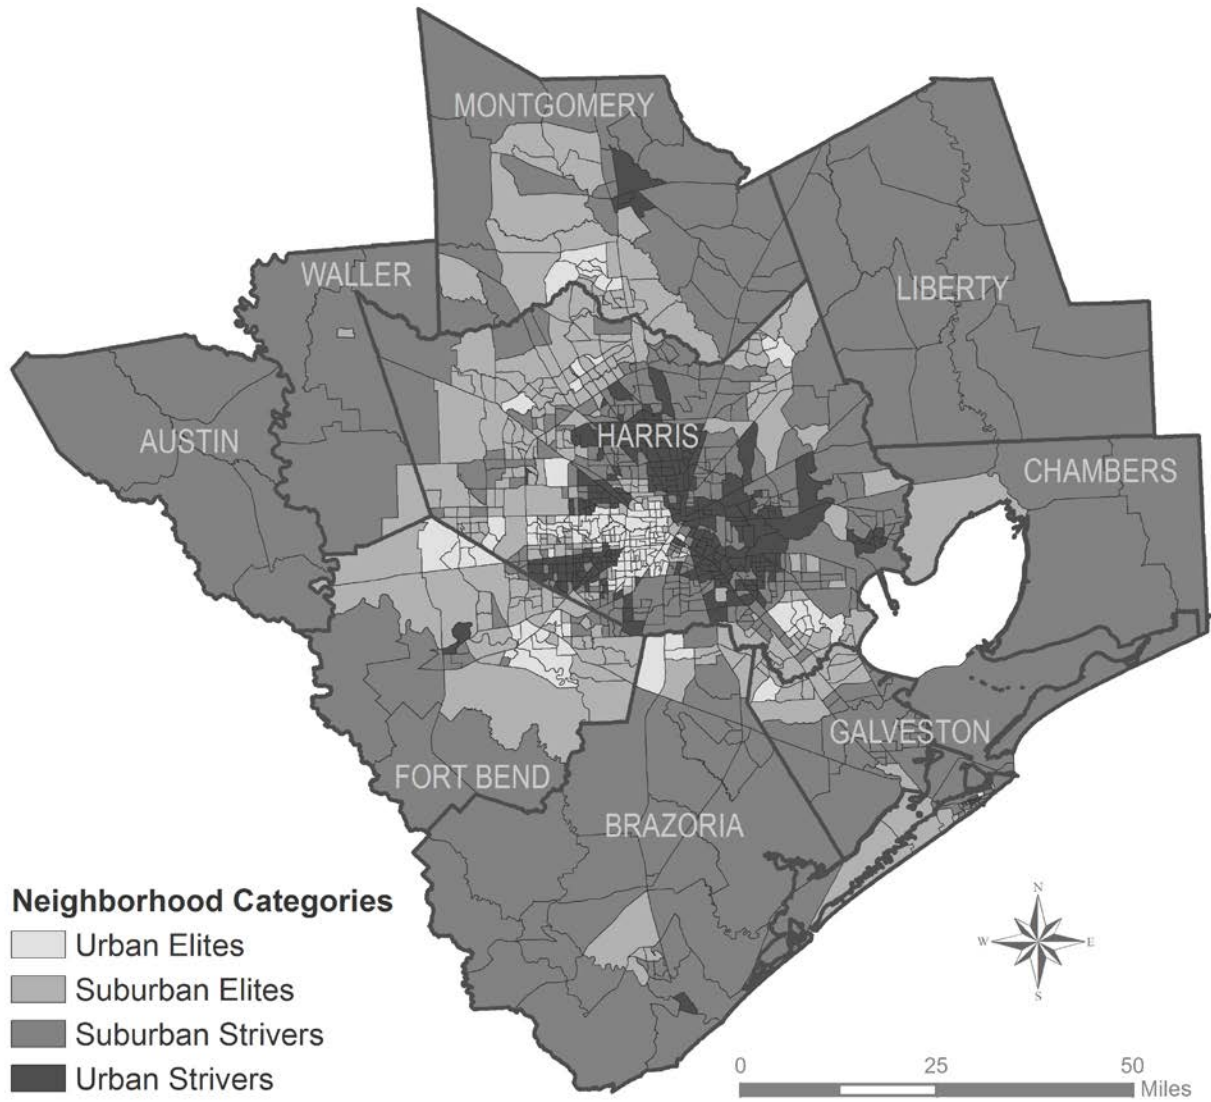 MONTGOMERY
WALLER
LIBERTY
AUSTIN
HARRIS
CHAMBERS
GALVESTON
FORT BEND
BRAZORIA
Neighborhood Categories
Urban Elites
Suburban Elites
Suburban Strivers
Urban Strivers
N
W E
S
0 25 50
Miles